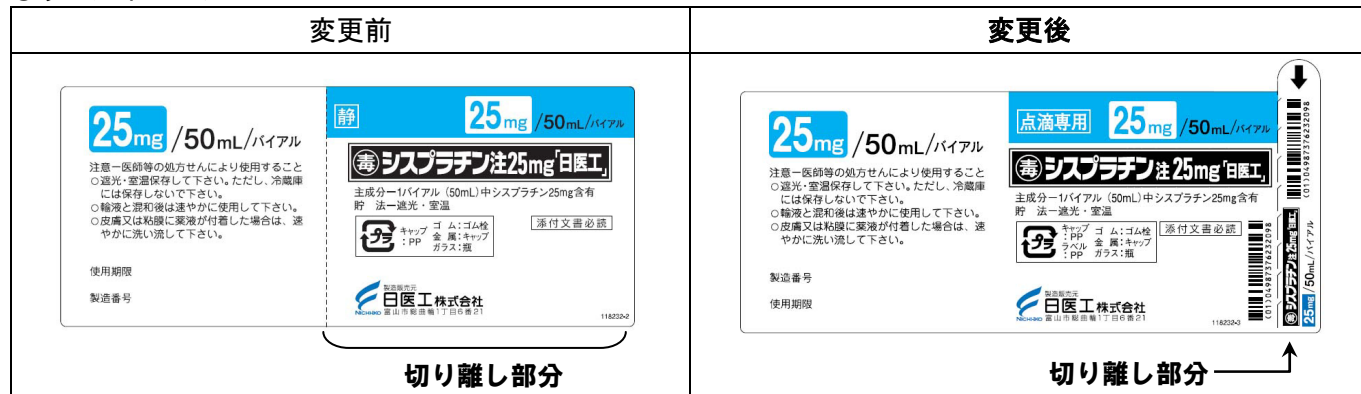 変更前
変更後
25mg /50mL/バイアル
注意－医師等の処方せんにより使用すること
○遮光・室温保存して下さい。ただし、冷蔵庫
には保存しないで下さい。
○輸液と混和後は速やかに使用して下さい。
○皮膚又は粘膜に薬液が付着した場合は、速
やかに洗い流して下さい。
使用期限
製造番号
静
25mg /50mL/バイアル
毒 シスプラチン注25mg「日医工」
主成分－1バイアル（50mL）中シスプラチン25mg含有
貯　法－遮光・室温
プラ
キャップ
：PP
ゴ ム：ゴム栓
金 属：キャップ
ガラス：瓶
添付文書必読
製造販売元
NICHI-IKO
日医工株式会社
富山市総曲輪1丁目6番21
118232-2
切り離し部分
25mg /50mL/バイアル
注意－医師等の処方せんにより使用すること
○遮光・室温保存して下さい。ただし、冷蔵庫
には保存しないで下さい。
○輸液と混和後は速やかに使用して下さい。
○皮膚又は粘膜に薬液が付着した場合は、速
やかに洗い流して下さい。
製造番号
使用期限
点滴専用
25mg /50mL/バイアル
毒 シスプラチン注25mg「日医工」
主成分－1バイアル（50mL）中シスプラチン25mg含有
貯　法－遮光・室温
プラ
キャップ
：PP
ラベル
：PP
ゴ ム：ゴム栓
金 属：キャップ
ガラス：瓶
添付文書必読
製造販売元
NICHI-IKO
日医工株式会社
富山市総曲輪1丁目6番21
118232-3
(01)04987376232098
(01)04987376232098
毒 シスプラチン注25mg「日医工」
25mg /50mL/バイアル
切り離し部分